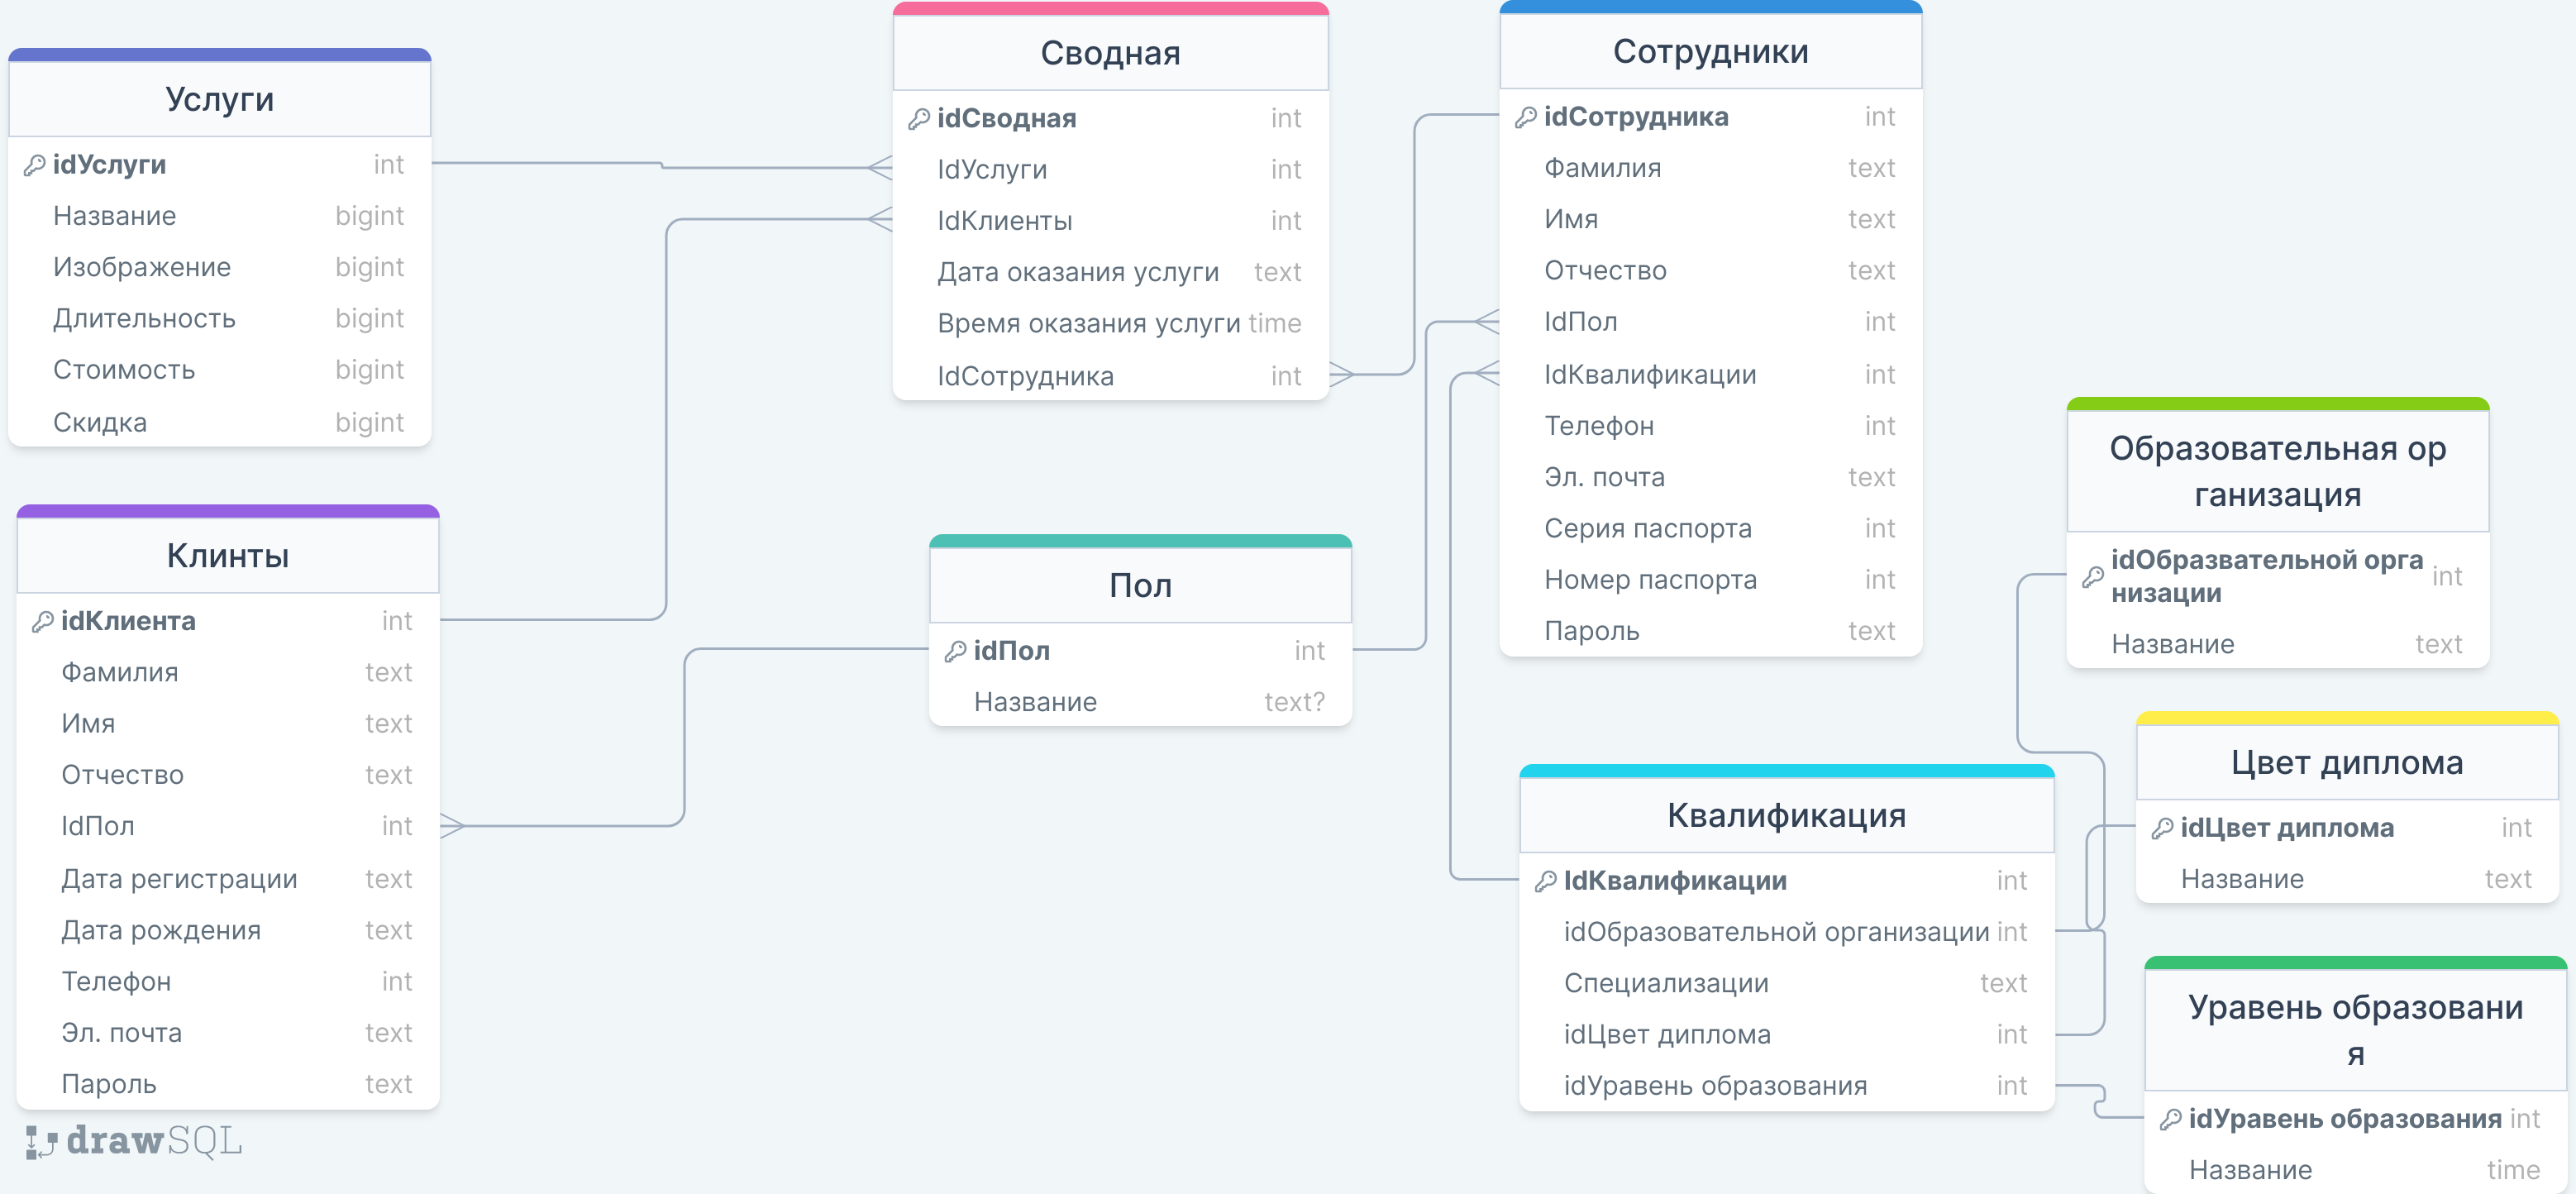 Услуги
idУслуги int
Название bigint
Изображение bigint
Длительность bigint
Стоимость bigint
Скидка bigint
Клинты
idКлиента int
Фамилия text
Имя text
Отчество text
IdПол int
Дата регистрации text
Дата рождения text
Телефон int
Эл. почта text
Пароль text
Сводная
idСводная int
IdУслуги int
IdКлиенты int
Дата оказания услуги text
Время оказания услуги time
IdСотрудника int
Пол
idПол int
Название text?
Сотрудники
idСотрудника int
Фамилия text
Имя text
Отчество text
IdПол int
IdКвалификации int
Телефон int
Эл. почта text
Серия паспорта int
Номер паспорта int
Пароль text
Квалификация
IdКвалификации int
idОбразовательной организации int
Специализации text
idЦвет диплома int
idУравень образования int
Образовательная ор
ганизация
idОбразвательной орга
низации int
Название text
Цвет диплома
idЦвет диплома int
Название text
Уравень образовани
я
idУравень образования int
Название time
drawSQL